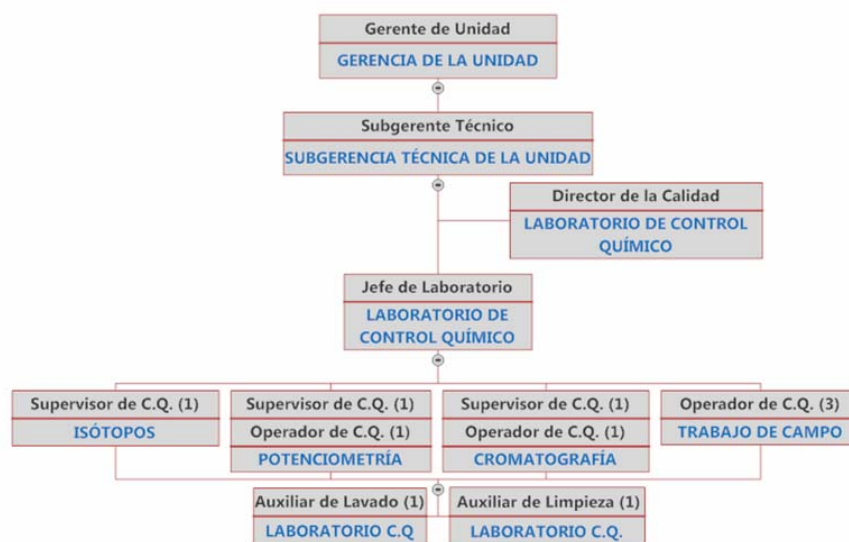 Gerente de Unidad
GERENCIA DE LA UNIDAD
Subgerente Técnico
SUBGERENCIA TÉCNICA DE LA UNIDAD
Director de la Calidad
LABORATORIO DE CONTROL
QUÍMICO
Jefe de Laboratorio
LABORATORIO DE
CONTROL QUÍMICO
Supervisor de C.Q. (1)
ISÓTOPOS
Supervisor de C.Q. (1)
Operador de C.Q. (1)
POTENCIOMETRÍA
Supervisor de C.Q. (1)
Operador de C.Q. (1)
CROMATOGRAFÍA
Operador de C.Q. (3)
TRABAJO DE CAMPO
Auxiliar de Lavado (1)
LABORATORIO C.Q
Auxiliar de Limpieza (1)
LABORATORIO C.Q.